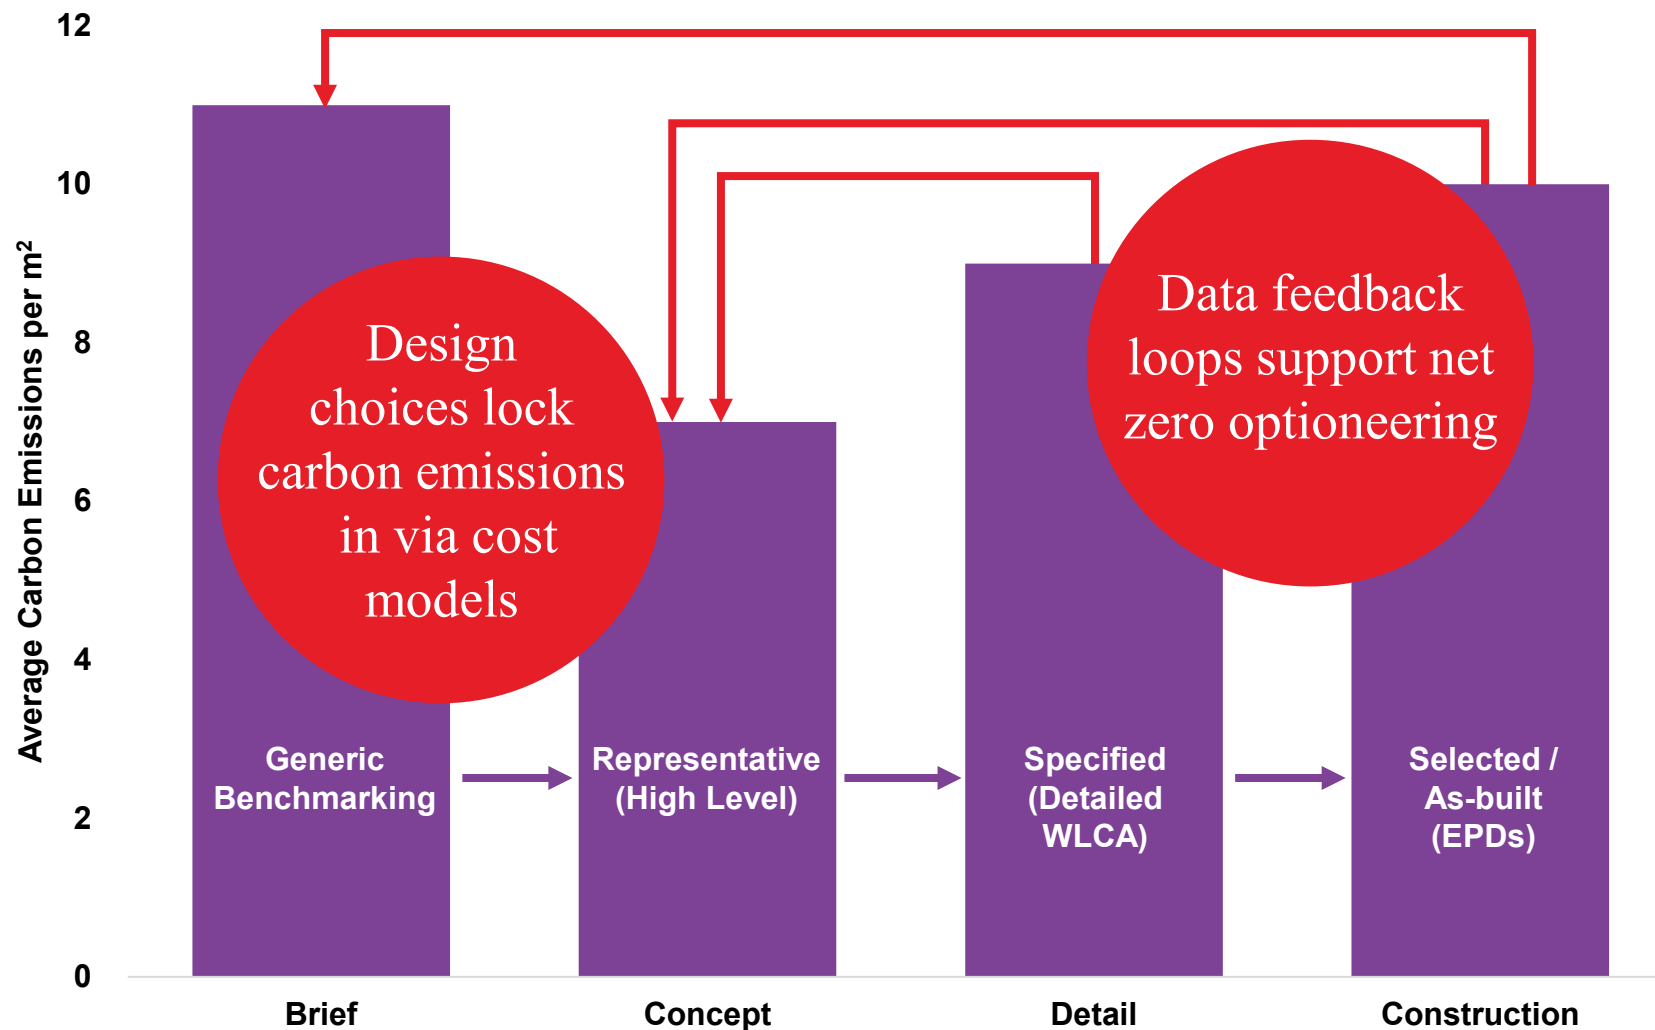 Average Carbon Emissions per m²
12
10
8
6
4
2
0
Design
choices lock
carbon emissions
in via cost
models
Data feedback
loops support net
zero optioneering
Generic
Benchmarking
Representative
(High Level)
Specified
(Detailed
WLCA)
Selected /
As-built
(EPDs)
Brief
Concept
Detail
Construction